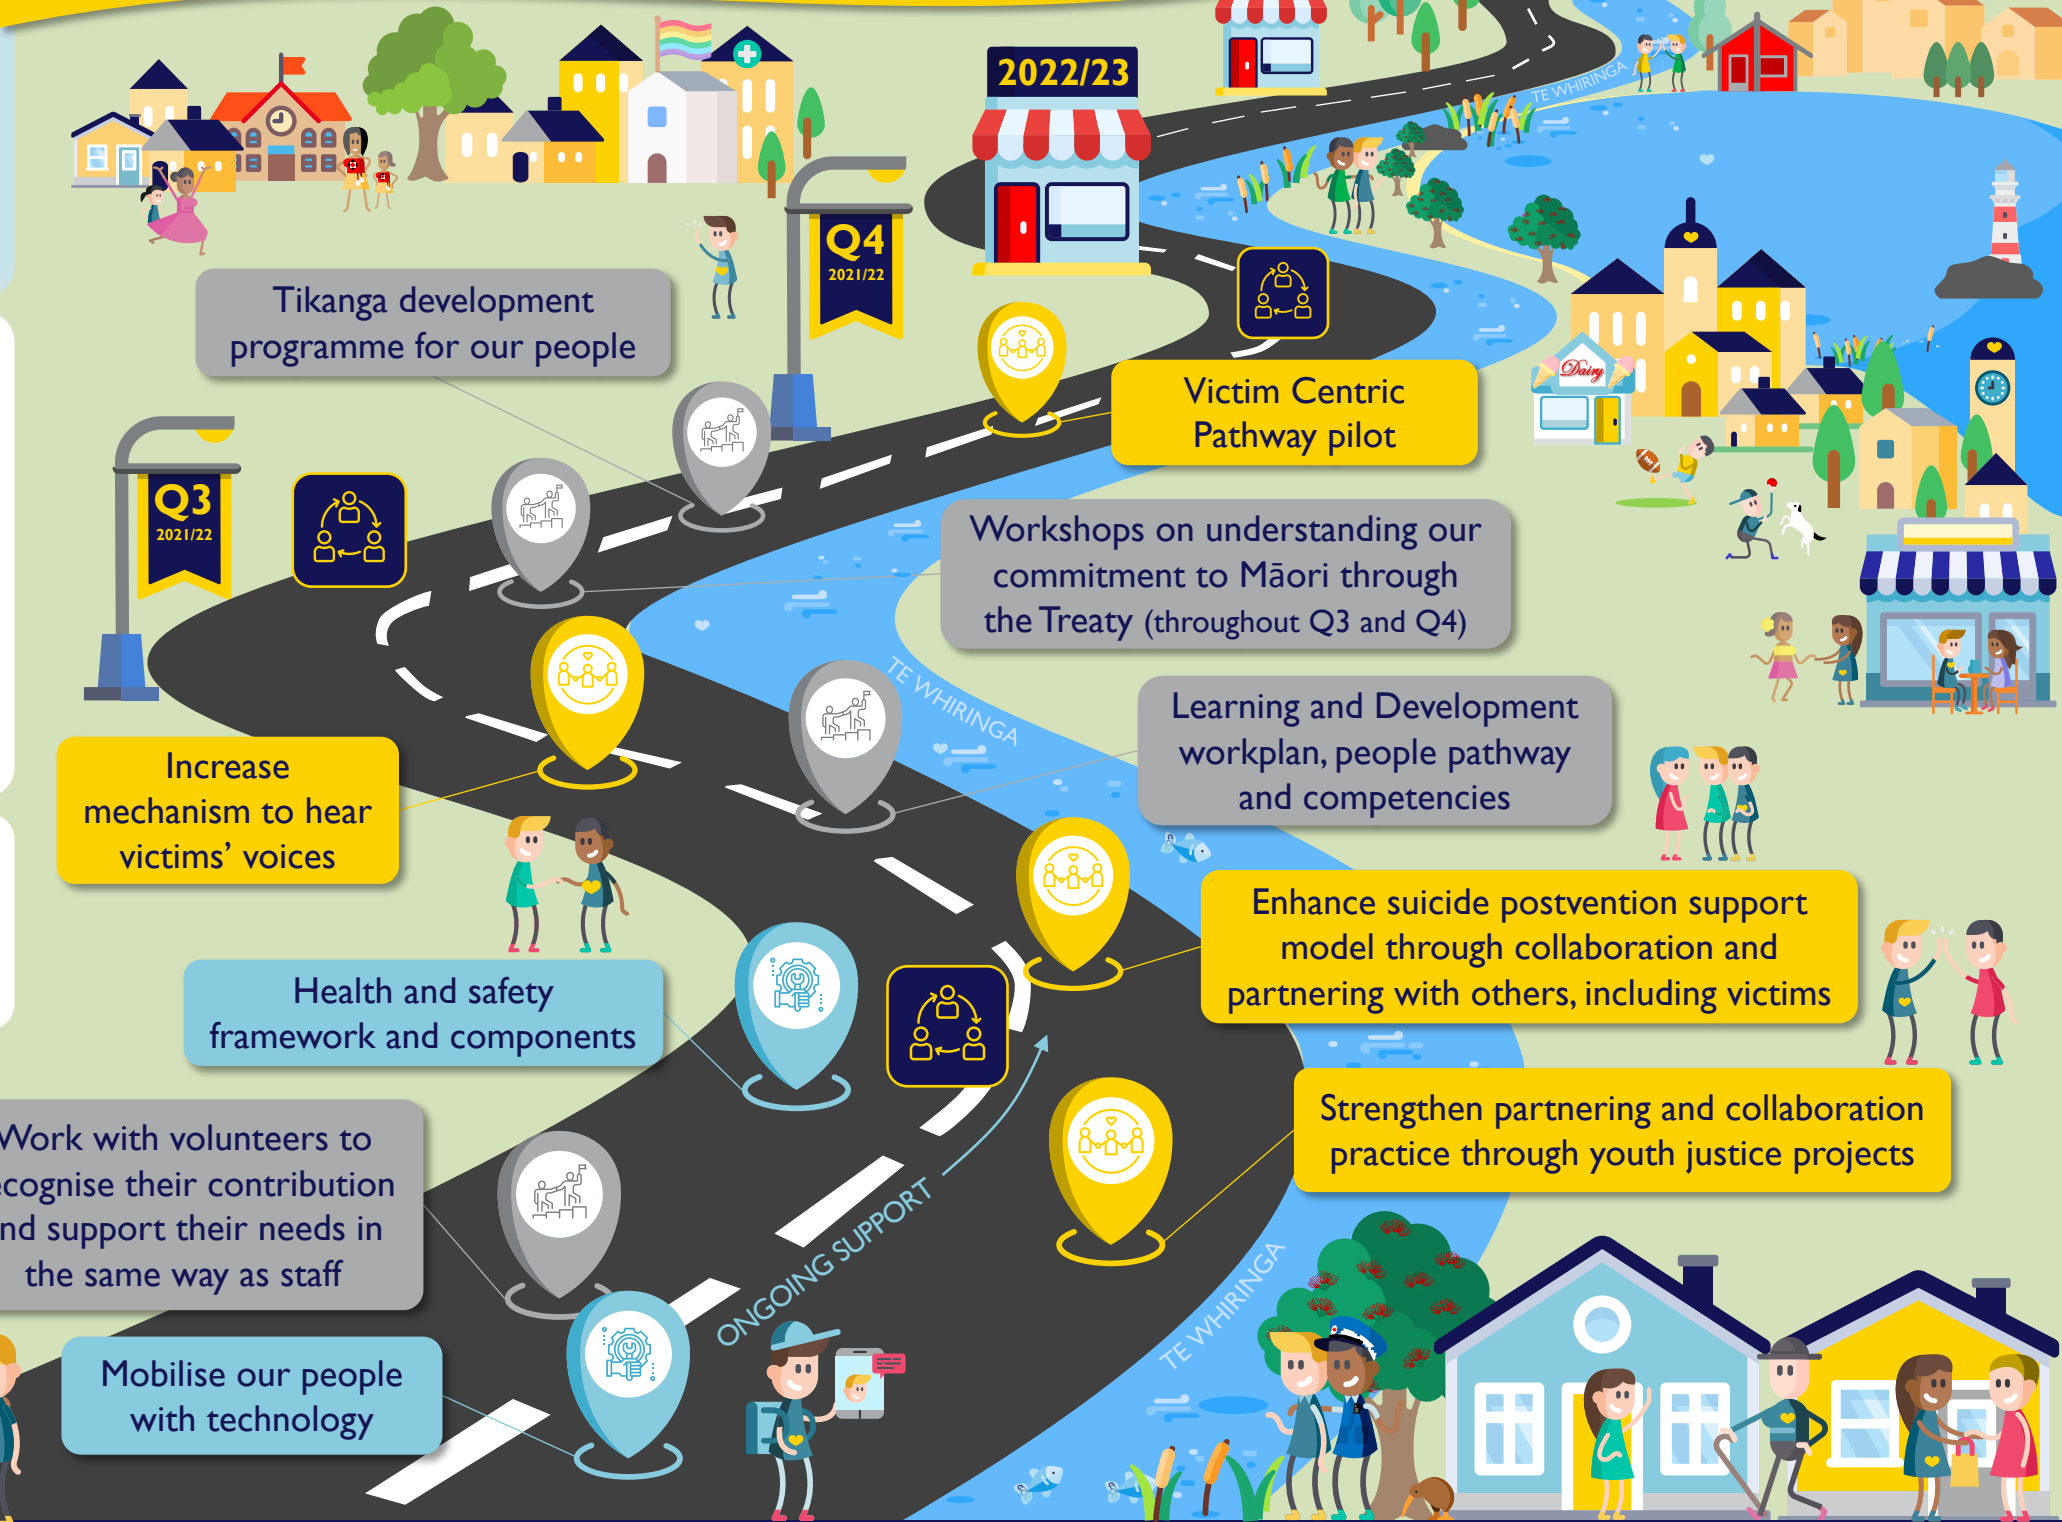 2022/23
TE WHIRINGA
Q4
2021/22
Tikanga development
programme for our people
Victim Centric
Pathway pilot
Dairy
Q3
2021/22
Workshops on understanding our
commitment to Māori through
the Treaty (throughout Q3 and Q4)
TE WHIRINGA
Learning and Development
workplan, people pathway
and competencies
Increase
mechanism to hear
victims’ voices
Enhance suicide postvention support
model through collaboration and
partnering with others, including victims
Health and safety
framework and components
Strengthen partnering and collaboration
practice through youth justice projects
Work with volunteers to
ecognise their contribution
nd support their needs in
the same way as staff
ONGOING SUPPORT
TE WHIRINGA
Mobilise our people
with technology